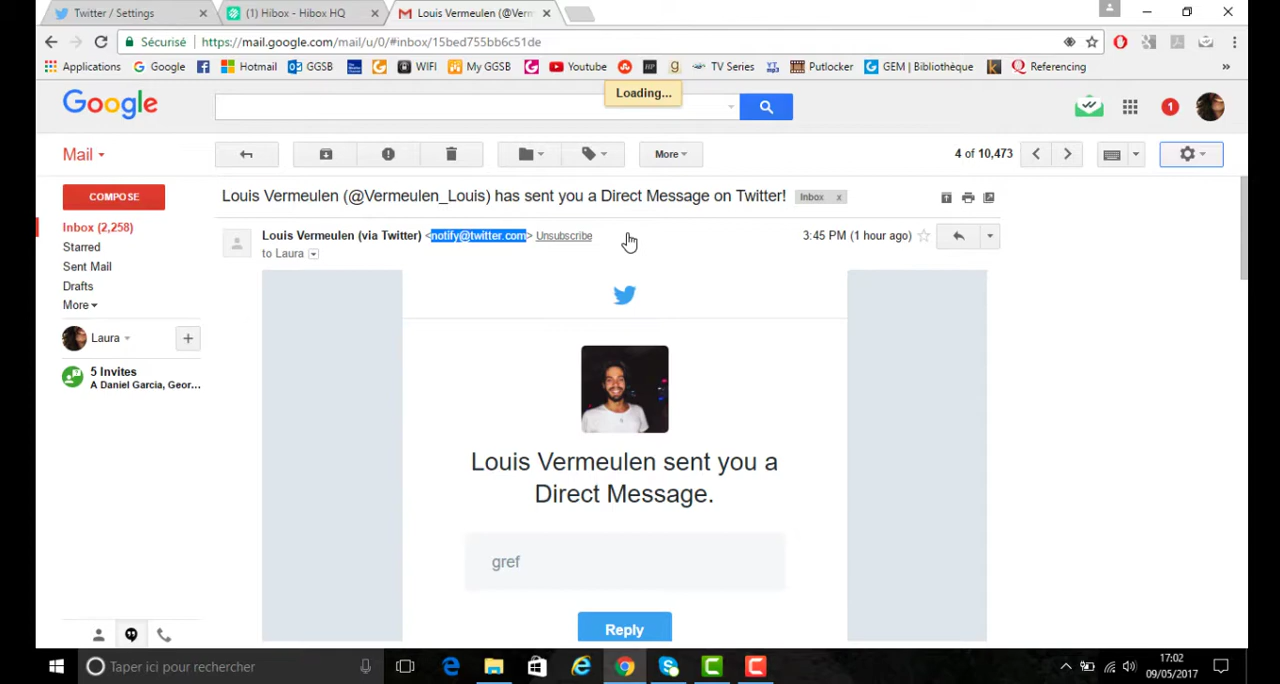 Twitter / Settings
(1) Hibox - Hibox HQ
Louis Vermeulen (@Verm
Sécurisé https://mail.google.com/mail/u/0/#inbox/15bed755bb6c51de
Applications Google Hotmail GGSB WIFI My GGSB Youtube TV Series Putlocker GEM | Bibliothèque Referencing »
Loading...
Google
1
Mail
More
4 of 10,473
COMPOSE
Louis Vermeulen (@Vermeulen_Louis) has sent you a Direct Message on Twitter! Inbox x
Inbox (2,258)
Starred
Sent Mail
Drafts
More
Louis Vermeulen (via Twitter) <notify@twitter.com> Unsubscribe
3:45 PM (1 hour ago)
to Laura
Laura
5 Invites
A Daniel Garcia, Geor...
Louis Vermeulen sent you a
Direct Message.
gref
Reply
Taper ici pour rechercher
17:02
09/05/2017